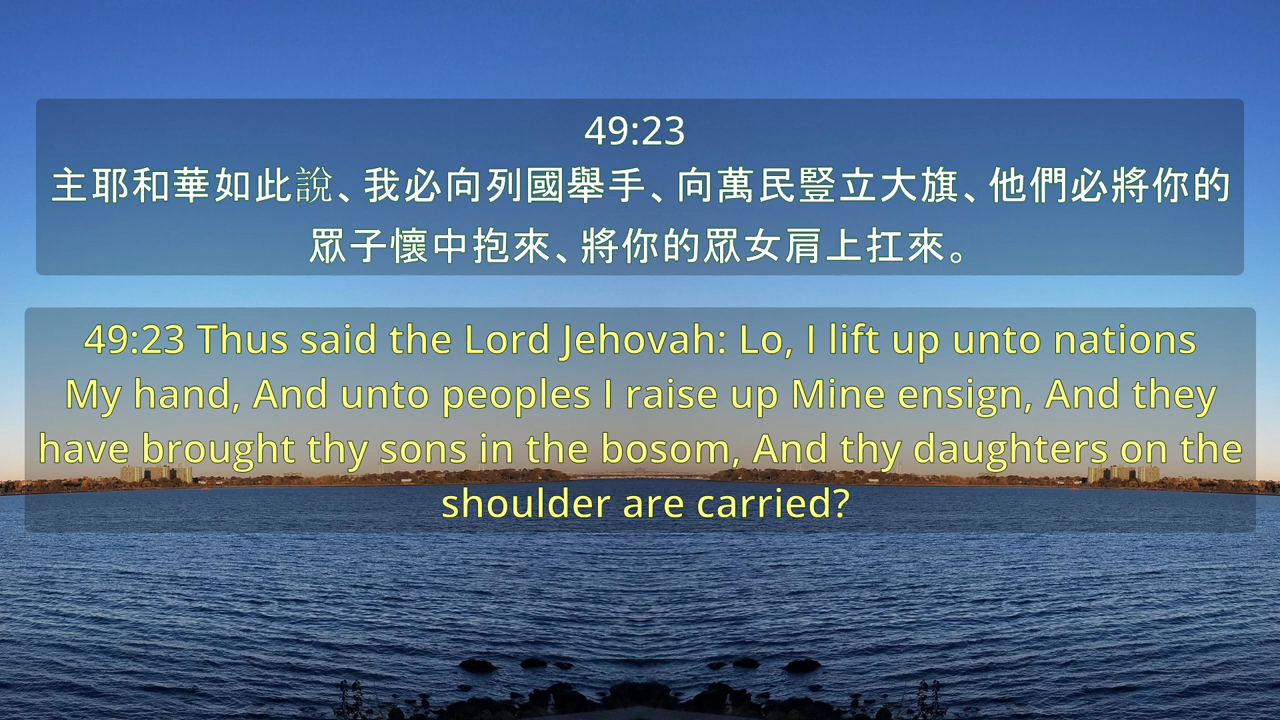 49:23
主耶和華如此說、我必向列國舉手、向萬民豎立大旗、他們必將你的
眾子懷中抱來、將你的眾女肩上扛來。
49:23 Thus said the Lord Jehovah: Lo, I lift up unto nations
My hand, And unto peoples I raise up Mine ensign, And they
have brought thy sons in the bosom, And thy daughters on the
shoulder are carried?